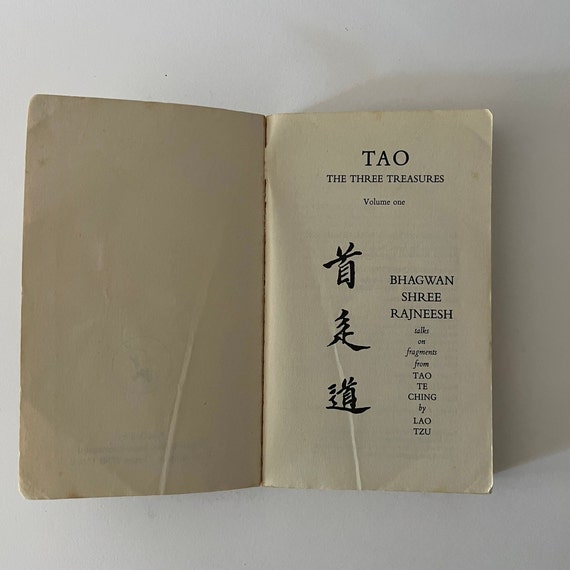 TAO
THE THREE TREASURES
Volume one
首
走
道
BHAGWAN
SHREE
RAJNEESH
talks
on
fragments
from
TAO
TE
CHING
by
LAO
TZU